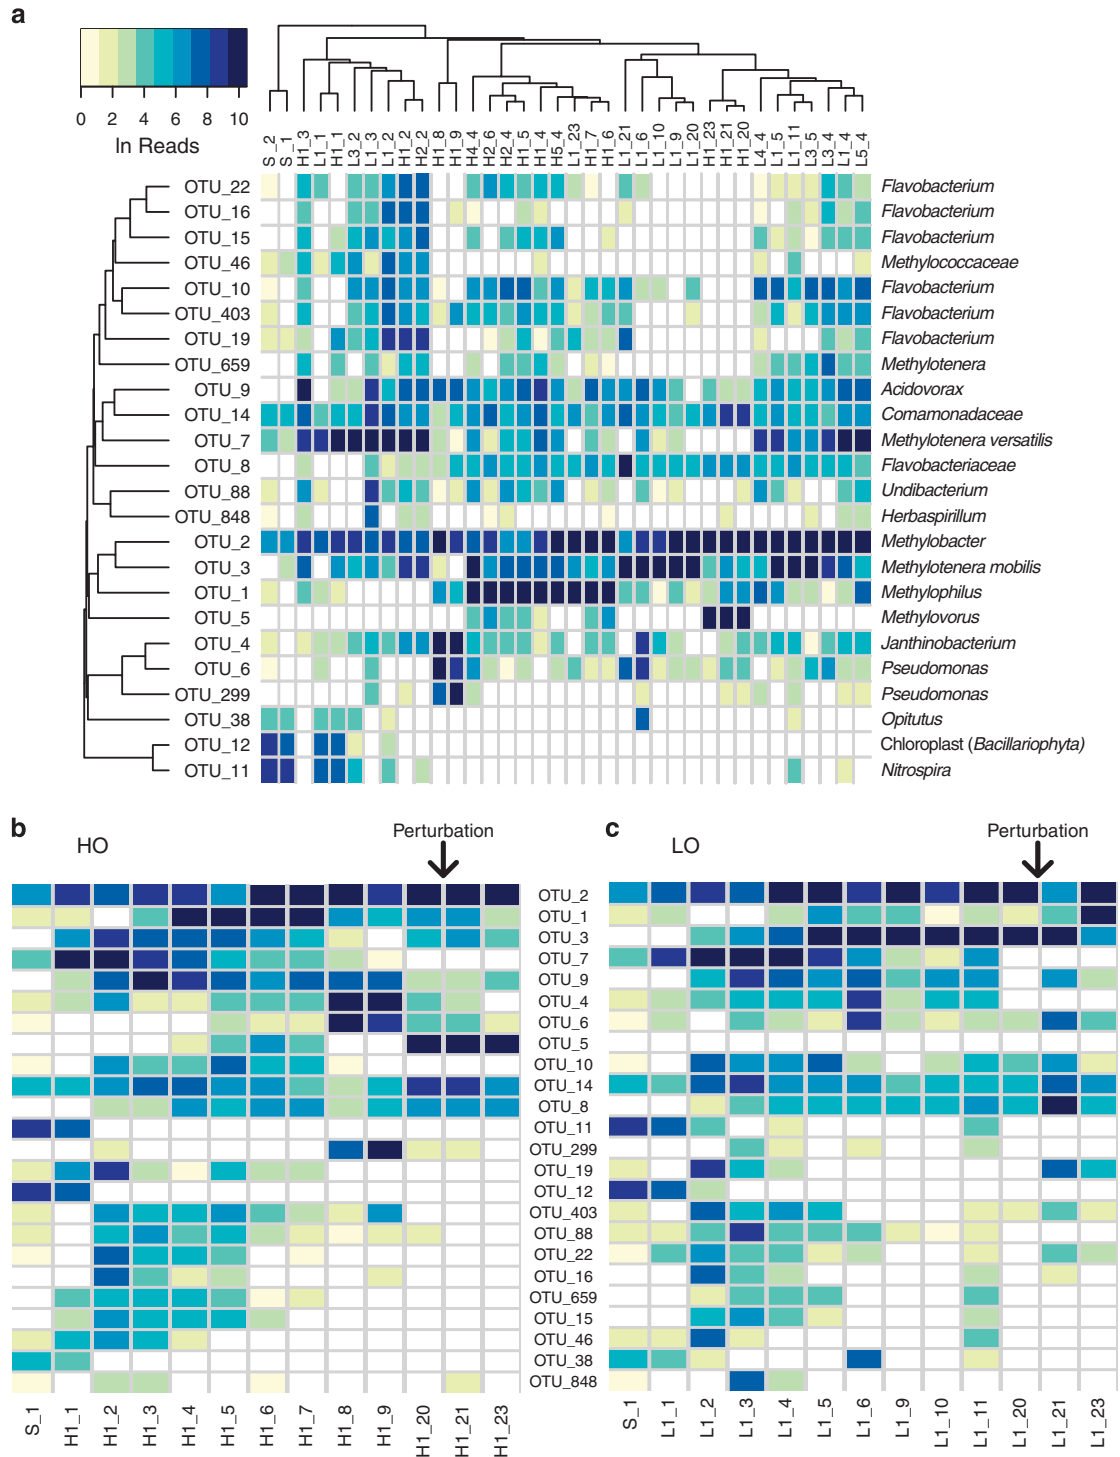 a
0 2 4 6 8 10
ln Reads
S_2 S_1 H1_3 L1_1 H1_1 L3_2 L1_3 L1_2 H1_2 H2_2 H1_8 H1_9 H4_4 H2_6 H2_4 H1_5 H1_4 H5_4 L1_23 H1_7 H1_6 L1_21 L1_6 L1_10 L1_9 L1_20 H1_23 H1_21 H1_20 L4_4 L1_5 L1_11 L3_5 L3_4 L1_4 L5_4
OTU_22 Flavobacterium
OTU_16 Flavobacterium
OTU_15 Flavobacterium
OTU_46 Methylococcaceae
OTU_10 Flavobacterium
OTU_403 Flavobacterium
OTU_19 Flavobacterium
OTU_659 Methylotenera
OTU_9 Acidovorax
OTU_14 Comamonadaceae
OTU_7 Methylotenera versatilis
OTU_8 Flavobacteriaceae
OTU_88 Undibacterium
OTU_848 Herbaspirillum
OTU_2 Methylobacter
OTU_3 Methylotenera mobilis
OTU_1 Methylophilus
OTU_5 Methylovorus
OTU_4 Janthinobacterium
OTU_6 Pseudomonas
OTU_299 Pseudomonas
OTU_38 Opitutus
OTU_12 Chloroplast (Bacillariophyta)
OTU_11 Nitrospira
b HO Perturbation
c LO Perturbation
OTU_2
OTU_1
OTU_3
OTU_7
OTU_9
OTU_4
OTU_6
OTU_5
OTU_10
OTU_14
OTU_8
OTU_11
OTU_299
OTU_19
OTU_12
OTU_403
OTU_88
OTU_22
OTU_16
OTU_659
OTU_15
OTU_46
OTU_38
OTU_848
S_1 H1_1 H1_2 H1_3 H1_4 H1_5 H1_6 H1_7 H1_8 H1_9 H1_20 H1_21 H1_23
S_1 L1_1 L1_2 L1_3 L1_4 L1_5 L1_6 L1_9 L1_10 L1_11 L1_20 L1_21 L1_23